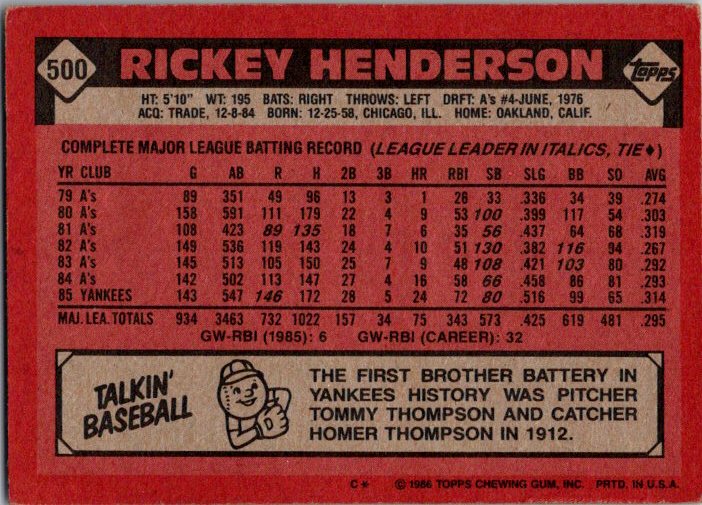 500 RICKEY HENDERSON topps
HT: 5'10" WT: 195 BATS: RIGHT THROWS: LEFT DRFT: A's #4-JUNE, 1976
ACQ: TRADE, 12-8-84 BORN: 12-25-58, CHICAGO, ILL. HOME: OAKLAND, CALIF.
COMPLETE MAJOR LEAGUE BATTING RECORD (LEAGUE LEADER IN ITALICS, TIE♦)
YR CLUB G AB R H 2B 3B HR RBI SB SLG BB SO AVG
79 A's 89 351 49 96 13 3 1 26 33 .336 34 39 .274
80 A's 158 591 111 179 22 4 9 53 100 .399 117 54 .303
81 A's 108 423 89 135 18 7 6 35 56 .437 64 68 .319
82 A's 149 536 119 143 24 4 10 51 130 .382 116 94 .267
83 A's 145 513 105 150 25 7 9 48 108 .421 103 80 .292
84 A's 142 502 113 147 27 4 16 58 66 .458 86 81 .293
85 YANKEES 143 547 146 172 28 5 24 72 80 .516 99 65 .314
MAJ. LEA. TOTALS 934 3463 732 1022 157 34 75 343 573 .425 619 481 .295
GW-RBI (1985): 6 GW-RBI (CAREER): 32
TALKIN'
BASEBALL
THE FIRST BROTHER BATTERY IN
YANKEES HISTORY WAS PITCHER
TOMMY THOMPSON AND CATCHER
HOMER THOMPSON IN 1912.
C* © 1986 TOPPS CHEWING GUM, INC. PRTD. IN U.S.A.